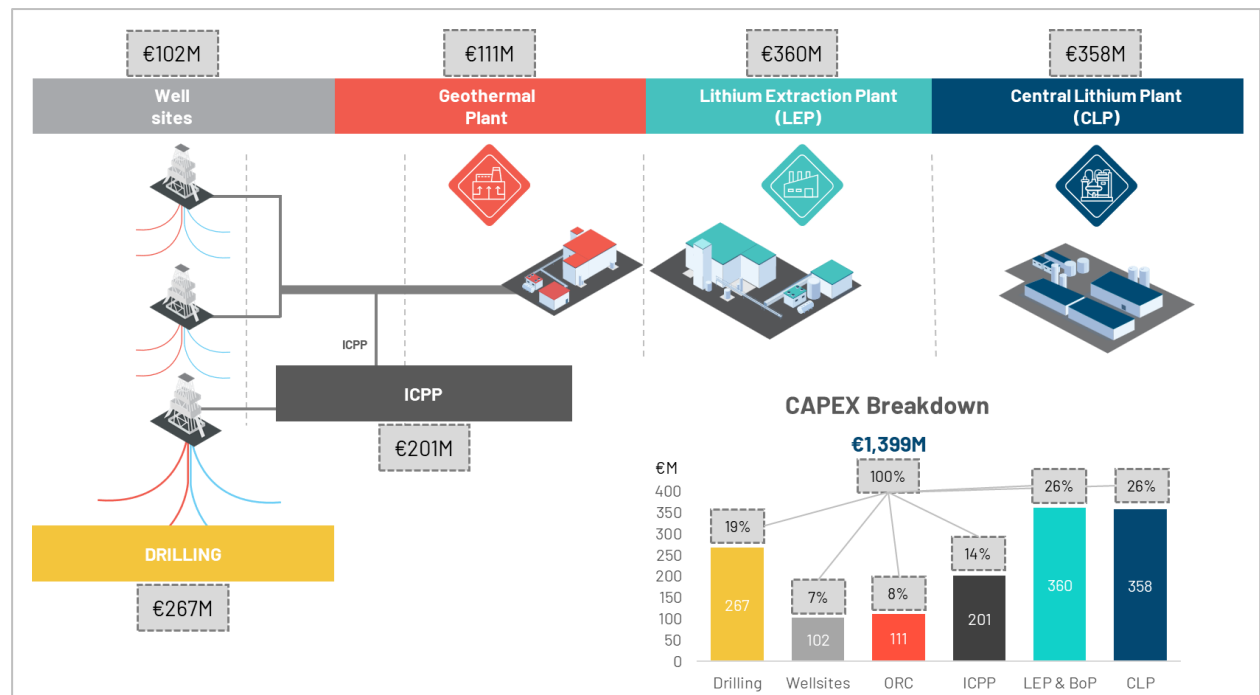 €102M
€111M
€360M
€358M
Well
sites
Geothermal
Plant
Lithium Extraction Plant
(LEP)
Central Lithium Plant
(CLP)
ICPP
ICPP
€201M
DRILLING
€267M
CAPEX Breakdown
€1,399M
€M
100%
26%
26%
19%
14%
7%
8%
400
350
300
250
200
150
100
50
0
267
102
111
201
360
358
Drilling
Wellsites
ORC
ICPP
LEP & BoP
CLP